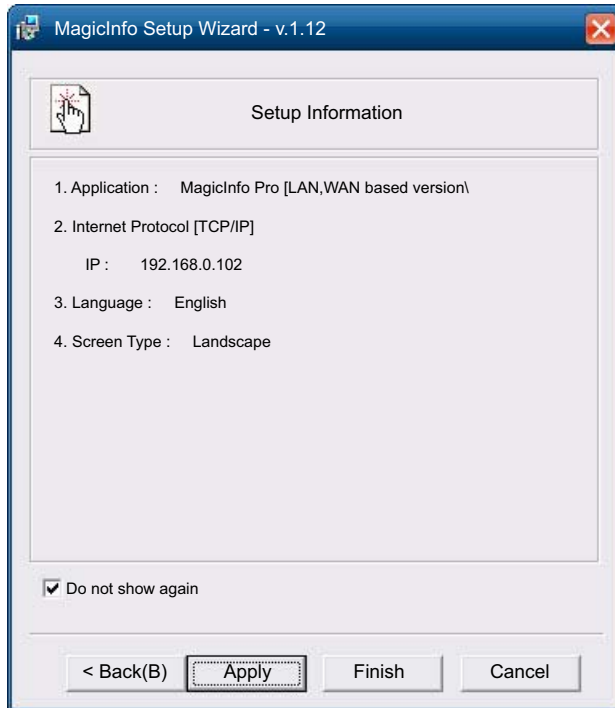 MagicInfo Setup Wizard - v.1.12
Setup Information
1. Application : MagicInfo Pro [LAN,WAN based version\
2. Internet Protocol [TCP/IP]
IP : 192.168.0.102
3. Language : English
4. Screen Type : Landscape
Do not show again
< Back(B) Apply Finish Cancel